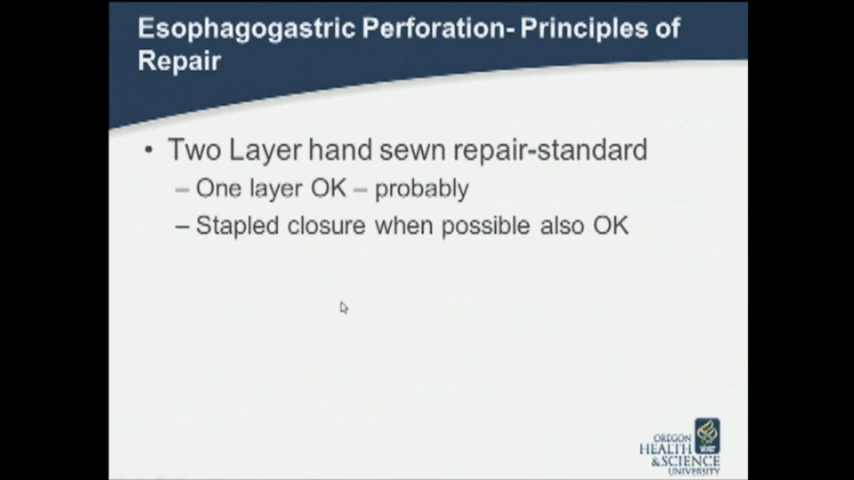 Esophagogastric Perforation- Principles of
Repair
• Two Layer hand sewn repair-standard
– One layer OK – probably
– Stapled closure when possible also OK
OREGON
HEALTH
&SCIENCE
UNIVERSITY